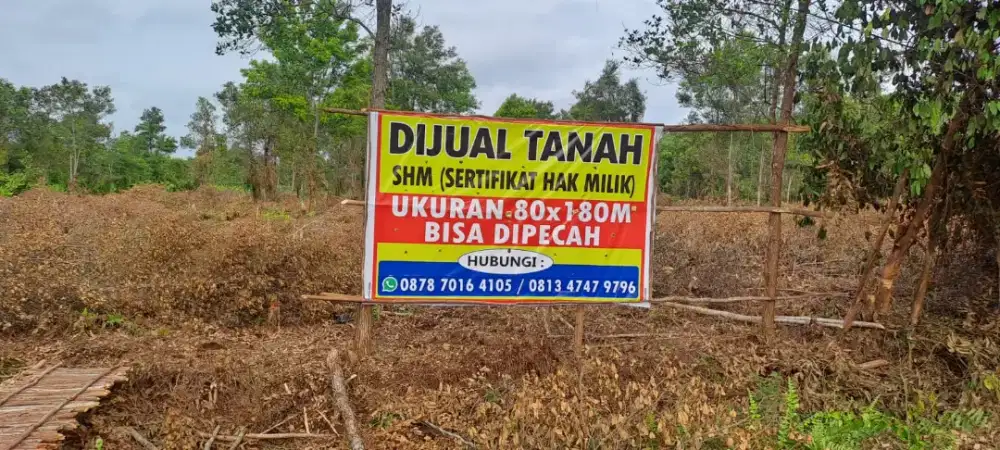 DIJUAL TANAH
SHM (SERTIFIKAT HAK MILIK)
UKURAN 80x180M
BISA DIPECAH
HUBUNGI :
0878 7016 4105 / 0813 4747 9796